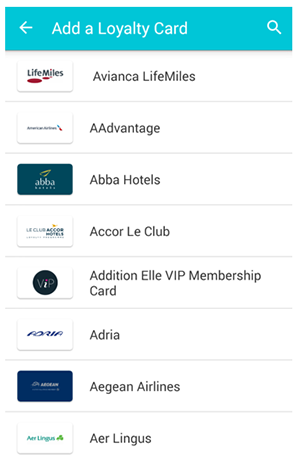 Add a Loyalty Card
LifeMiles
Avianca LifeMiles
American Airlines
AAdvantage
abba
HOTELS
Abba Hotels
LE CLUB ACCOR
HOTELS
Accor Le Club
ViP
Addition Elle VIP Membership
Card
ADRIA
Adria
AEGEAN
Aegean Airlines
Aer Lingus
Aer Lingus